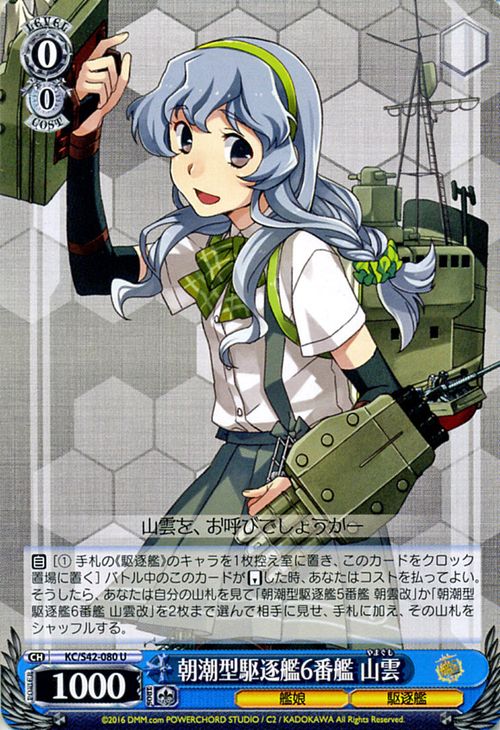 LEVEL
0
0
COST
山雲を、お呼びでしょうかー
[① 手札の《駆逐艦》のキャラを1枚控え室に置き、このカードをクロック
置場に置く] バトル中のこのカードが した時、あなたはコストを払ってよい。
そうしたら、あなたは自分の山札を見て「朝潮型駆逐艦5番艦 朝雲改」か「朝潮型
駆逐艦6番艦 山雲改」を2枚まで選んで相手に見せ、手札に加え、その山札を
シャッフルする。
CH KC/S42-080 U
POWER
1000
SOUL
やまぐも
朝潮型駆逐艦6番艦 山雲
艦娘 駆逐艦
©2016 DMM.com POWERCHORD STUDIO / C2 / KADOKAWA All Rights Reserved.